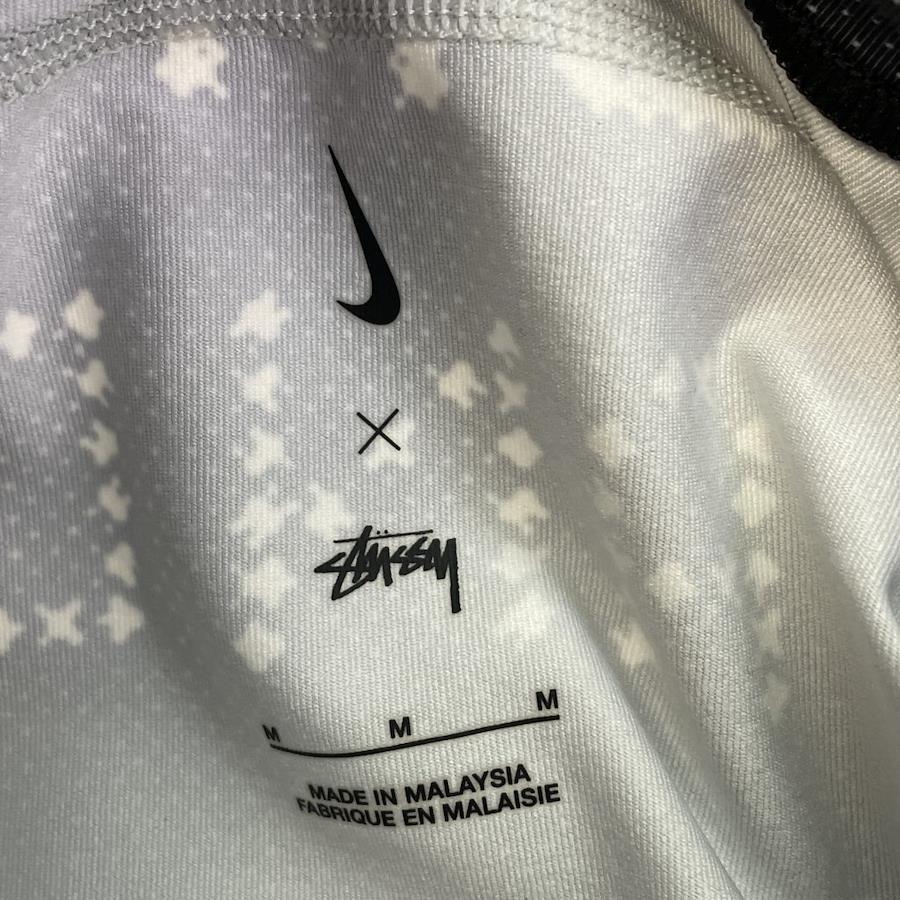 ×
STÜSSY
M M M
MADE IN MALAYSIA
FABRIQUE EN MALAISIE